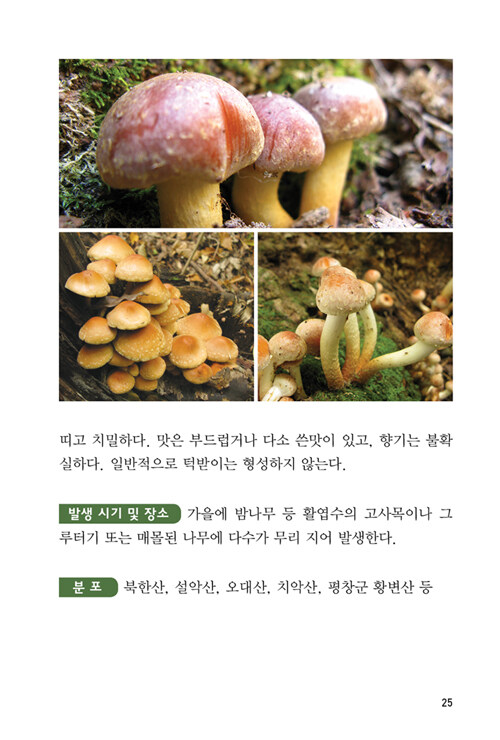 띠고 치밀하다. 맛은 부드럽거나 다소 쓴맛이 있고, 향기는 불확
실하다. 일반적으로 턱받이는 형성하지 않는다.
발생 시기 및 장소 가을에 밤나무 등 활엽수의 고사목이나 그
루터기 또는 매몰된 나무에 다수가 무리 지어 발생한다.
분 포 북한산, 설악산, 오대산, 치악산, 평창군 황변산 등
25